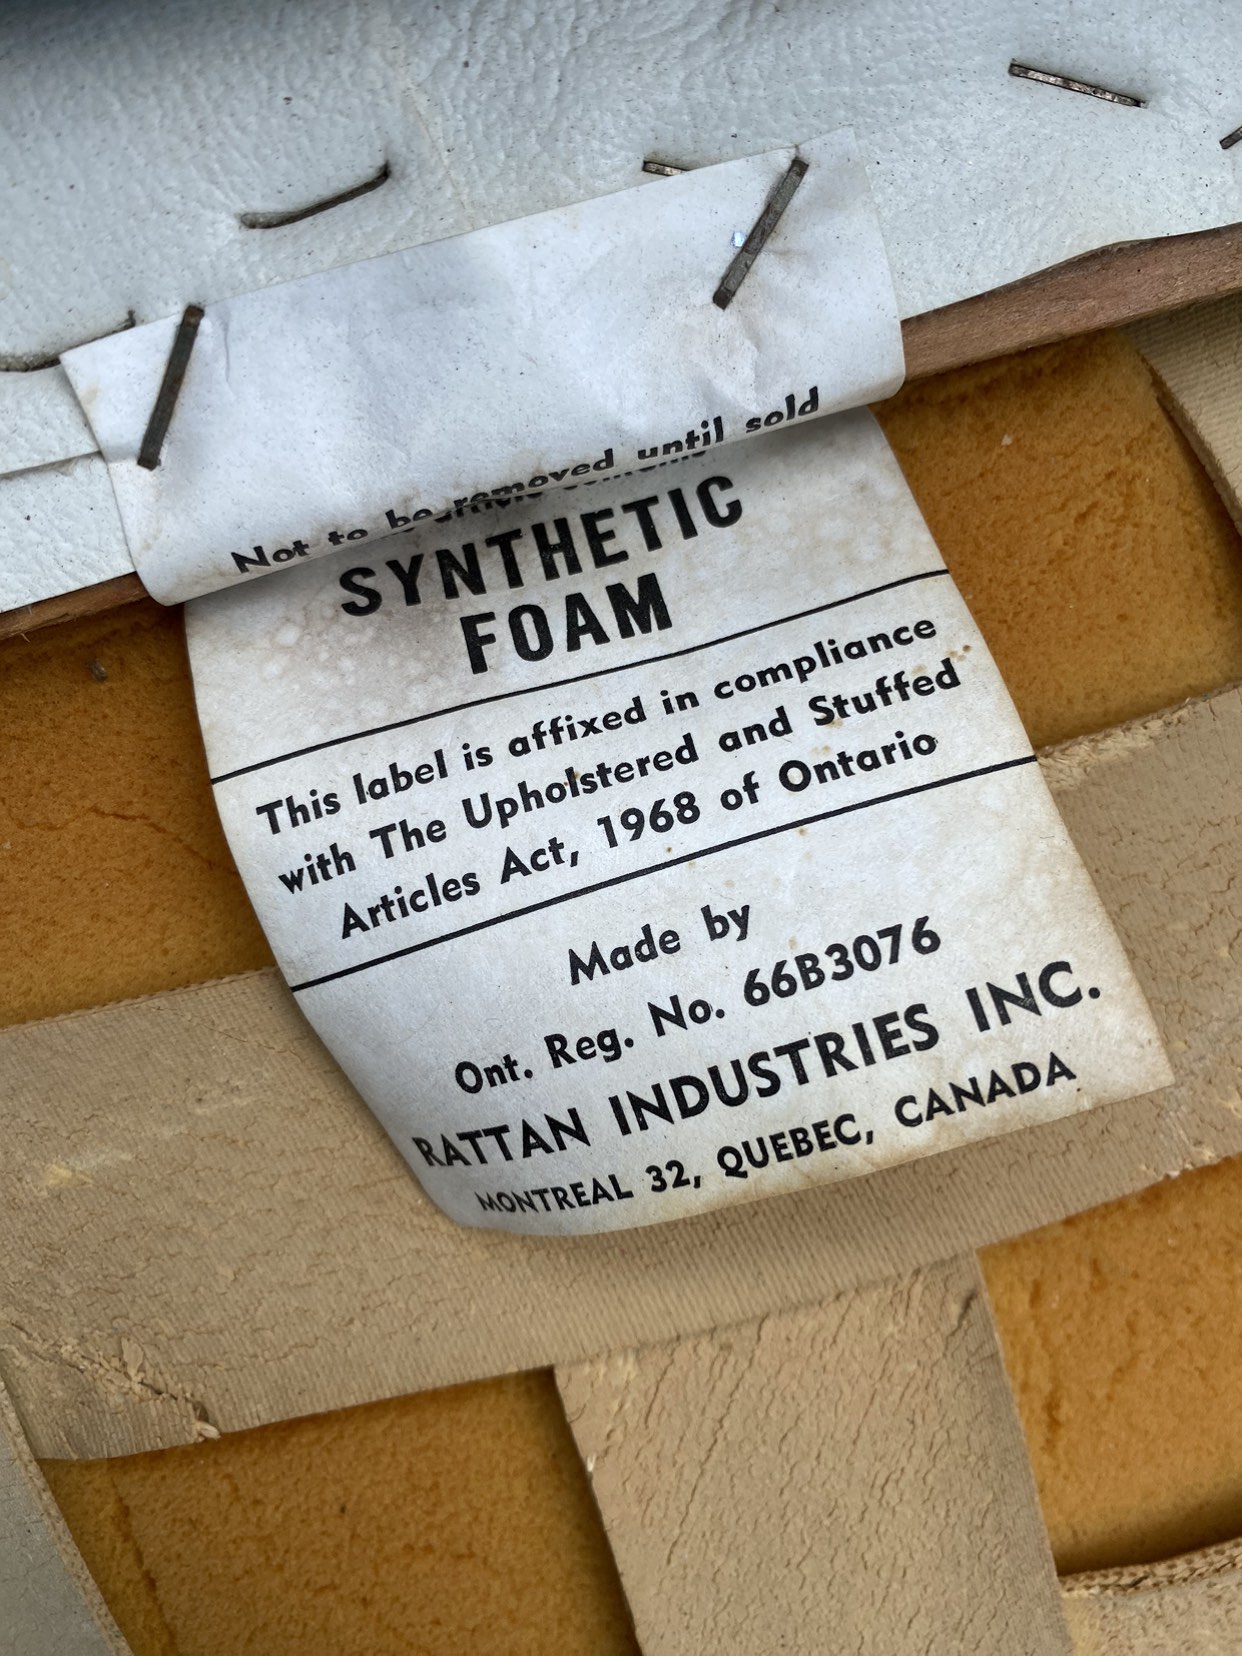 Not to be removed until sold
SYNTHETIC
FOAM
This label is affixed in compliance
with The Upholstered and Stuffed
Articles Act, 1968 of Ontario
Made by
Ont. Reg. No. 66B3076
RATTAN INDUSTRIES INC.
MONTREAL 32, QUEBEC, CANADA